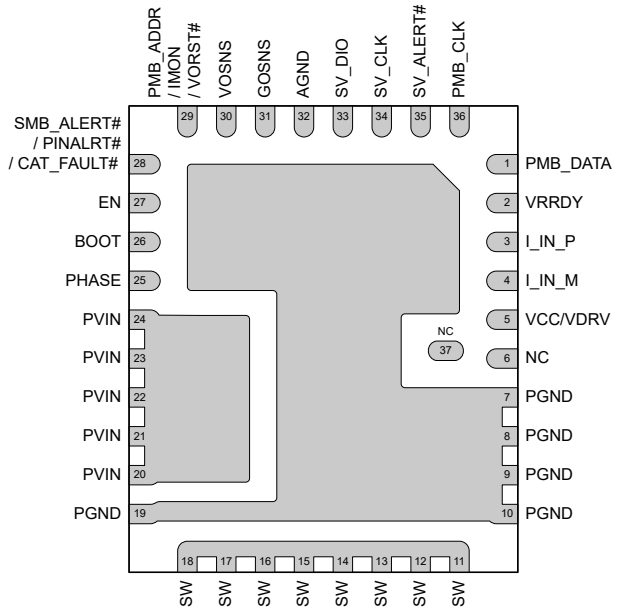 PMB_ADDR
/ IMON
/ VORST#
VOSNS
GOSNS
AGND
SV_DIO
SV_CLK
SV_ALERT#
PMB_CLK
29
30
31
32
33
34
35
36
SMB_ALERT#
/ PINALRT#
/ CAT_FAULT#
28
1
PMB_DATA
EN
27
2
VRRDY
BOOT
26
3
I_IN_P
PHASE
25
4
I_IN_M
PVIN
24
5
VCC/VDRV
NC
37
PVIN
23
6
NC
PVIN
22
7
PGND
PVIN
21
8
PGND
PVIN
20
9
PGND
PGND
19
10
PGND
18
17
16
15
14
13
12
11
SW
SW
SW
SW
SW
SW
SW
SW